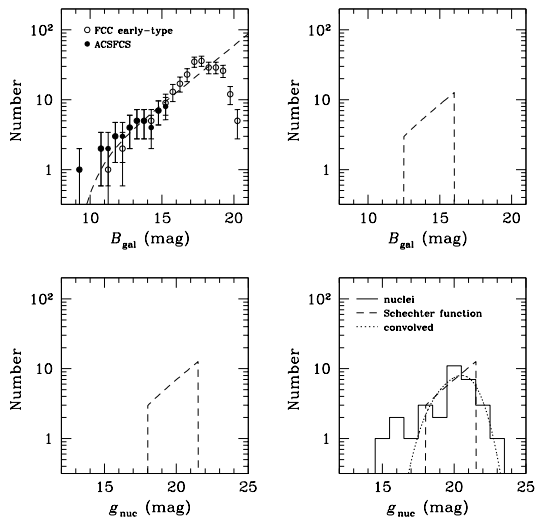 10²
10
1
Number
FCC early-type
ACSFCS
10
15
20
B_gal (mag)
10²
10
1
Number
10
15
20
B_gal (mag)
10²
10
1
Number
15
20
25
g_nuc (mag)
10²
10
1
Number
nuclei
Schechter function
convolved
15
20
25
g_nuc (mag)